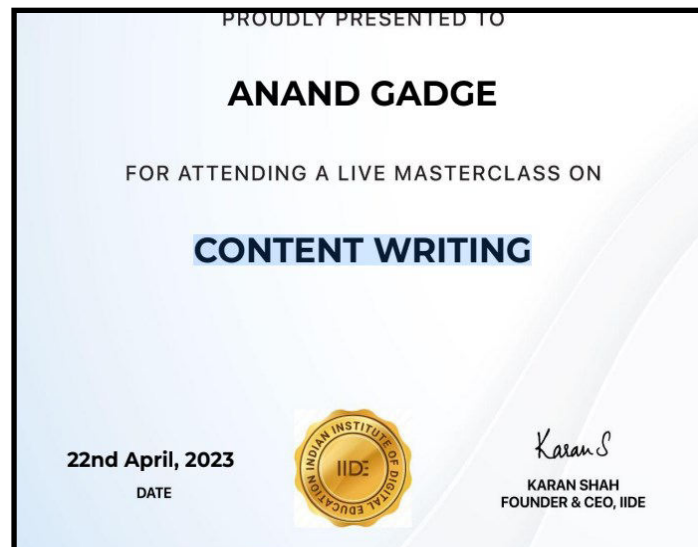 PROUDLY PRESENTED TO
ANAND GADGE
FOR ATTENDING A LIVE MASTERCLASS ON
CONTENT WRITING
22nd April, 2023
DATE
INDIAN INSTITUTE OF DIGITAL EDUCATION
IIDE
Karan S
KARAN SHAH
FOUNDER & CEO, IIDE